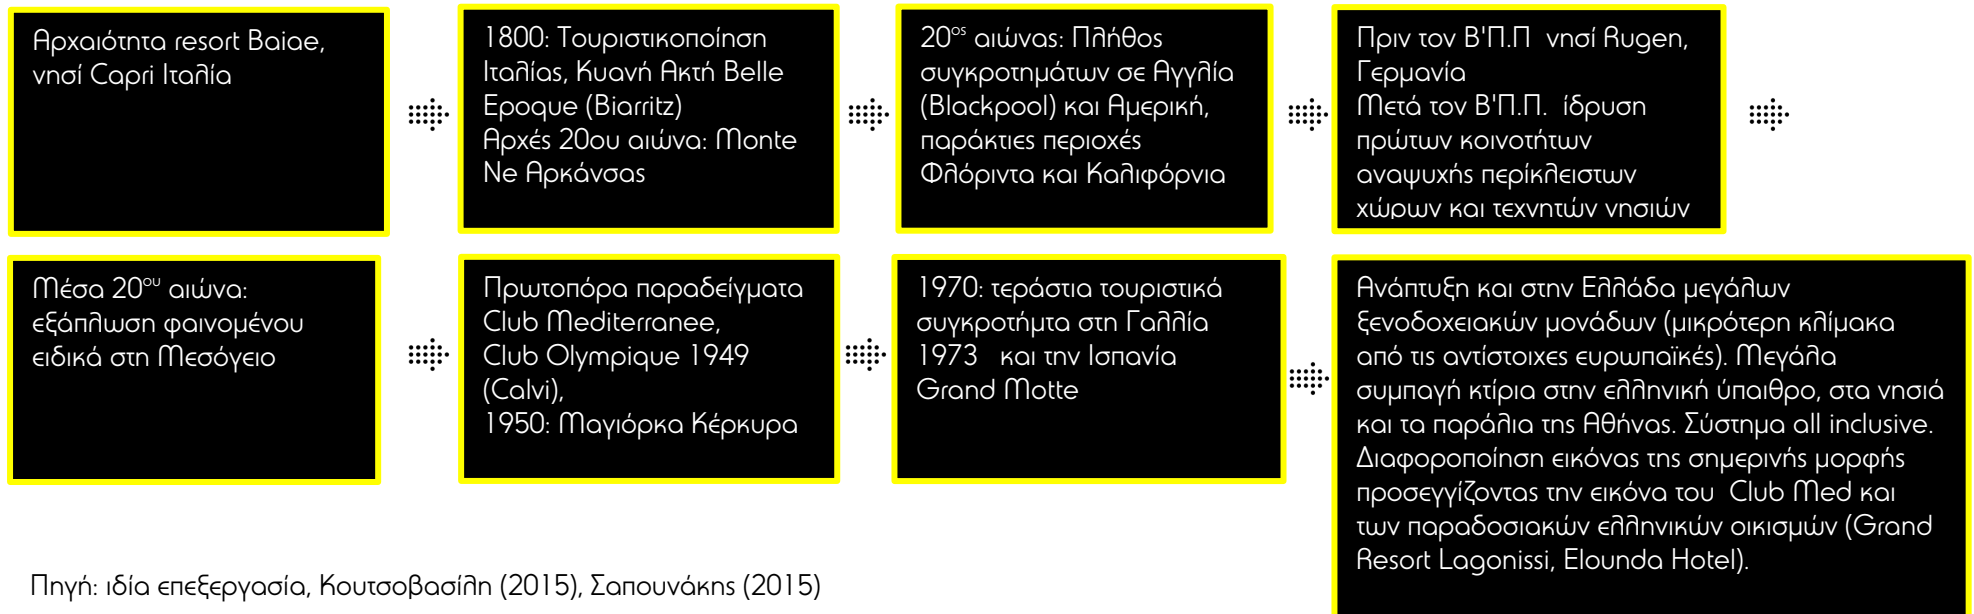 Αρχαιότητα resort Baiae,
νησί Capri Ιταλία
1800: Τουριστικοποίηση
Ιταλίας, Κυανή Ακτή Belle
Epoque (Biarritz)
Αρχές 20ου αιώνα: Monte
Ne Αρκάνσας
20ος αιώνας: Πλήθος
συγκροτημάτων σε Αγγλία
(Blackpool) και Αμερική,
παράκτιες περιοχές
Φλόριντα και Καλιφόρνια
Πριν τον Β'Π.Π νησί Rugen,
Γερμανία
Μετά τον Β'Π.Π. ίδρυση
πρώτων κοινοτήτων
αναψυχής περίκλειστων
χώρων και τεχνητών νησιών
Μέσα 20ου αιώνα:
εξάπλωση φαινομένου
ειδικά στη Μεσόγειο
Πρωτοπόρα παραδείγματα
Club Mediterranee,
Club Olympique 1949
(Calvi),
1950: Μαγιόρκα Κέρκυρα
1970: τεράστια τουριστικά
συγκροτήμτα στη Γαλλία
1973 και την Ισπανία
Grand Motte
Ανάπτυξη και στην Ελλάδα μεγάλων
ξενοδοχειακών μονάδων (μικρότερη κλίμακα
από τις αντίστοιχες ευρωπαϊκές). Μεγάλα
συμπαγή κτίρια στην ελληνική ύπαιθρο, στα νησιά
και τα παράλια της Αθήνας. Σύστημα all inclusive.
Διαφοροποίηση εικόνας της σημερινής μορφής
προσεγγίζοντας την εικόνα του Club Med και
των παραδοσιακών ελληνικών οικισμών (Grand
Resort Lagonissi, Elounda Hotel).
Πηγή: ιδία επεξεργασία, Κουτσοβασίλη (2015), Σαπουνάκης (2015)